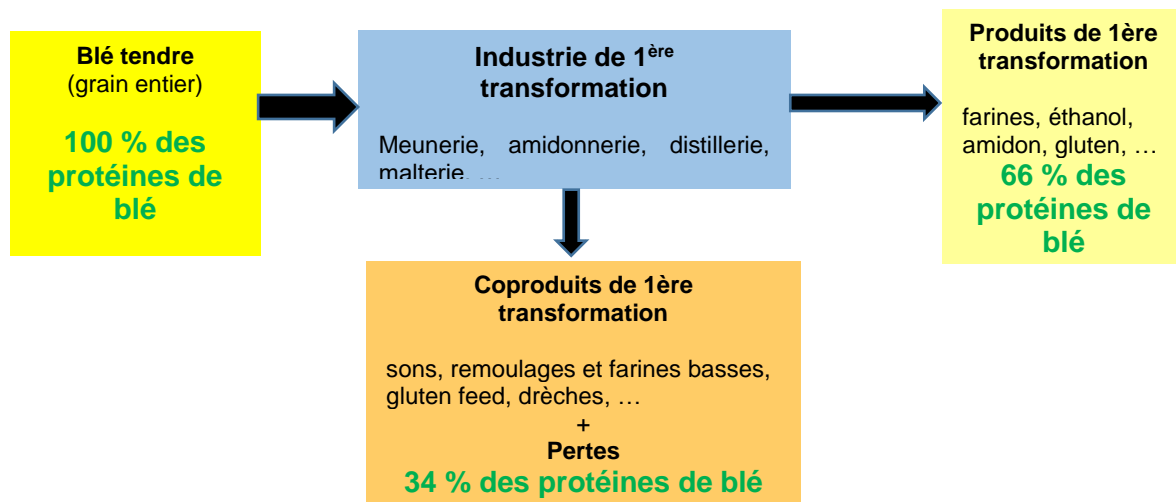 Blé tendre
(grain entier)
100 % des
protéines de
blé
Industrie de 1ère
transformation
Meunerie, amidonnerie, distillerie,
malterie, …
Produits de 1ère
transformation
farines, éthanol,
amidon, gluten, …
66 % des
protéines de
blé
Coproduits de 1ère
transformation
sons, remoulages et farines basses,
gluten feed, drèches, …
+
Pertes
34 % des protéines de blé